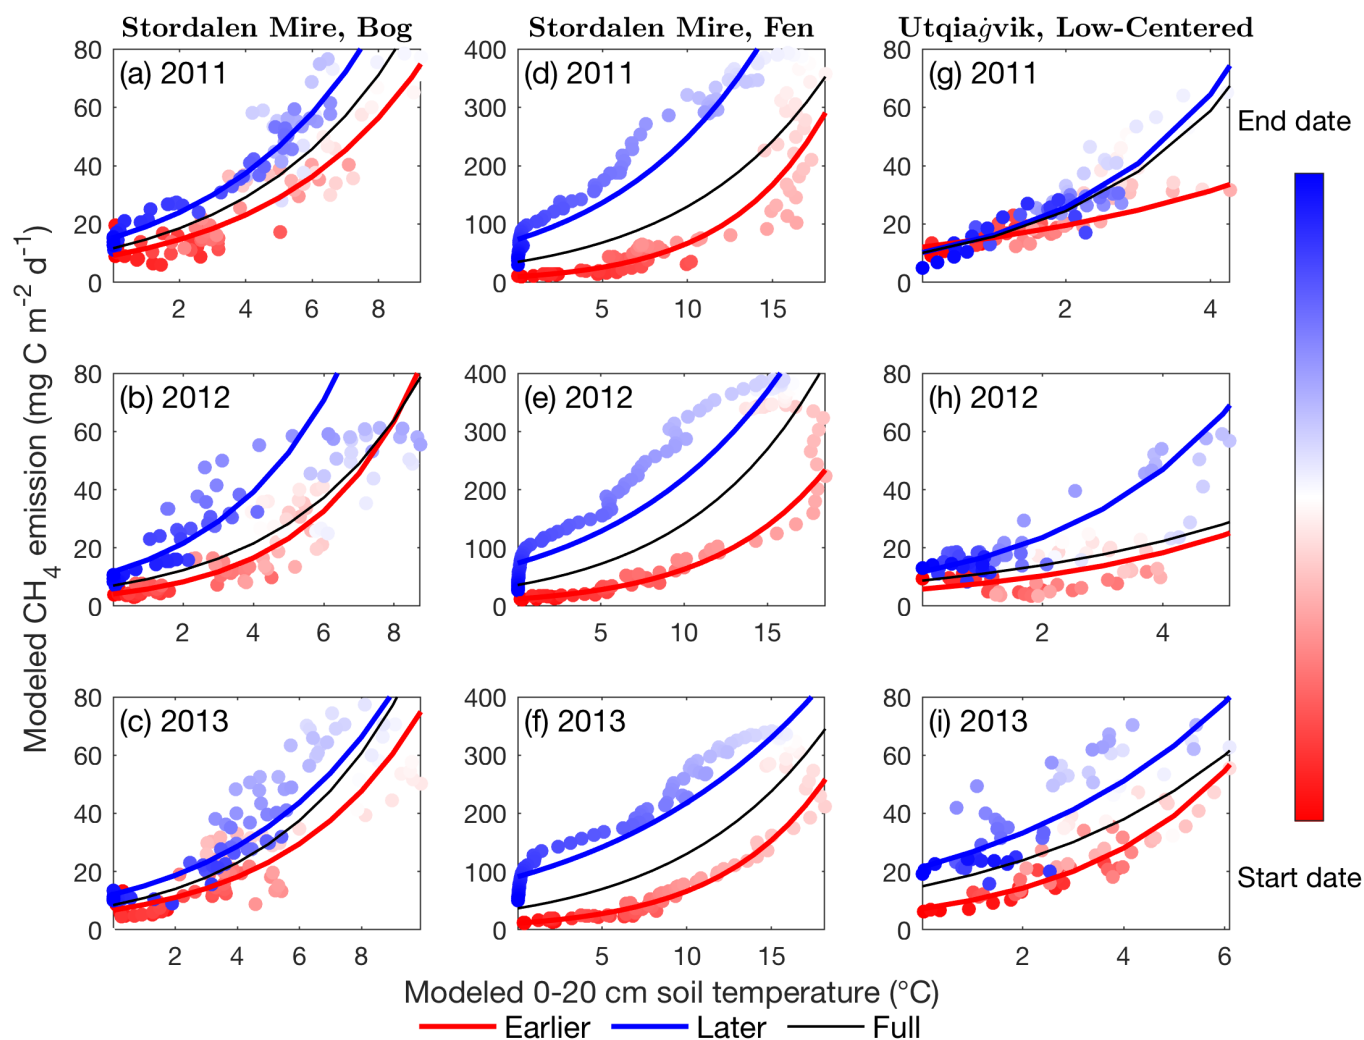 Stordalen Mire, Bog
Stordalen Mire, Fen
Utqiaġvik, Low-Centered
80
60
40
20
0
(a) 2011
2 4 6 8
400
300
200
100
0
(d) 2011
5 10 15
80
60
40
20
0
(g) 2011
2 4
80
60
40
20
0
(b) 2012
2 4 6 8
400
300
200
100
0
(e) 2012
5 10 15
80
60
40
20
0
(h) 2012
2 4
80
60
40
20
0
(c) 2013
2 4 6 8
400
300
200
100
0
(f) 2013
5 10 15
80
60
40
20
0
(i) 2013
2 4 6
End date
Start date
Modeled CH4 emission (mg C m-2 d-1)
Modeled 0-20 cm soil temperature (°C)
Earlier Later Full